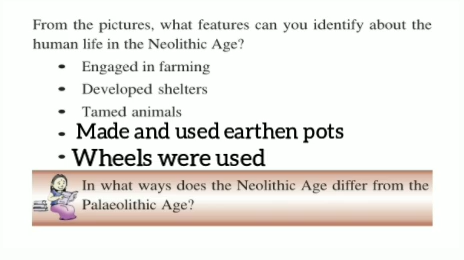 From the pictures, what features can you identify about the
human life in the Neolithic Age?
• Engaged in farming
• Developed shelters
• Tamed animals
• Made and used earthen pots
• Wheels were used
In what ways does the Neolithic Age differ from the
Palaeolithic Age?